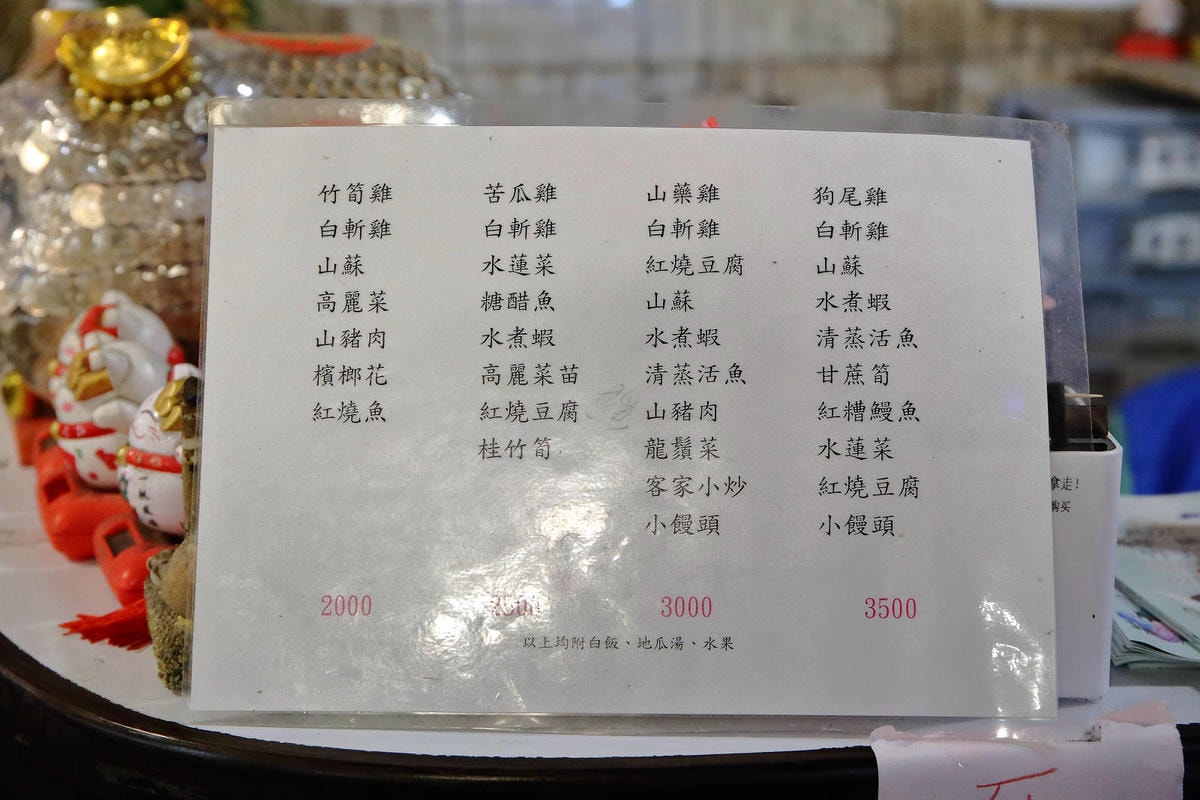 竹筍雞
白斬雞
山蘇
高麗菜
山豬肉
檳榔花
紅燒魚
2000
苦瓜雞
白斬雞
水蓮菜
糖醋魚
水煮蝦
高麗菜苗
紅燒豆腐
桂竹筍
2500
山藥雞
白斬雞
紅燒豆腐
山蘇
水煮蝦
清蒸活魚
山豬肉
龍鬚菜
客家小炒
小饅頭
3000
狗尾雞
白斬雞
山蘇
水煮蝦
清蒸活魚
甘蔗筍
紅糟鰻魚
水蓮菜
紅燒豆腐
小饅頭
3500
以上均附白飯、地瓜湯、水果
拿走!
购买